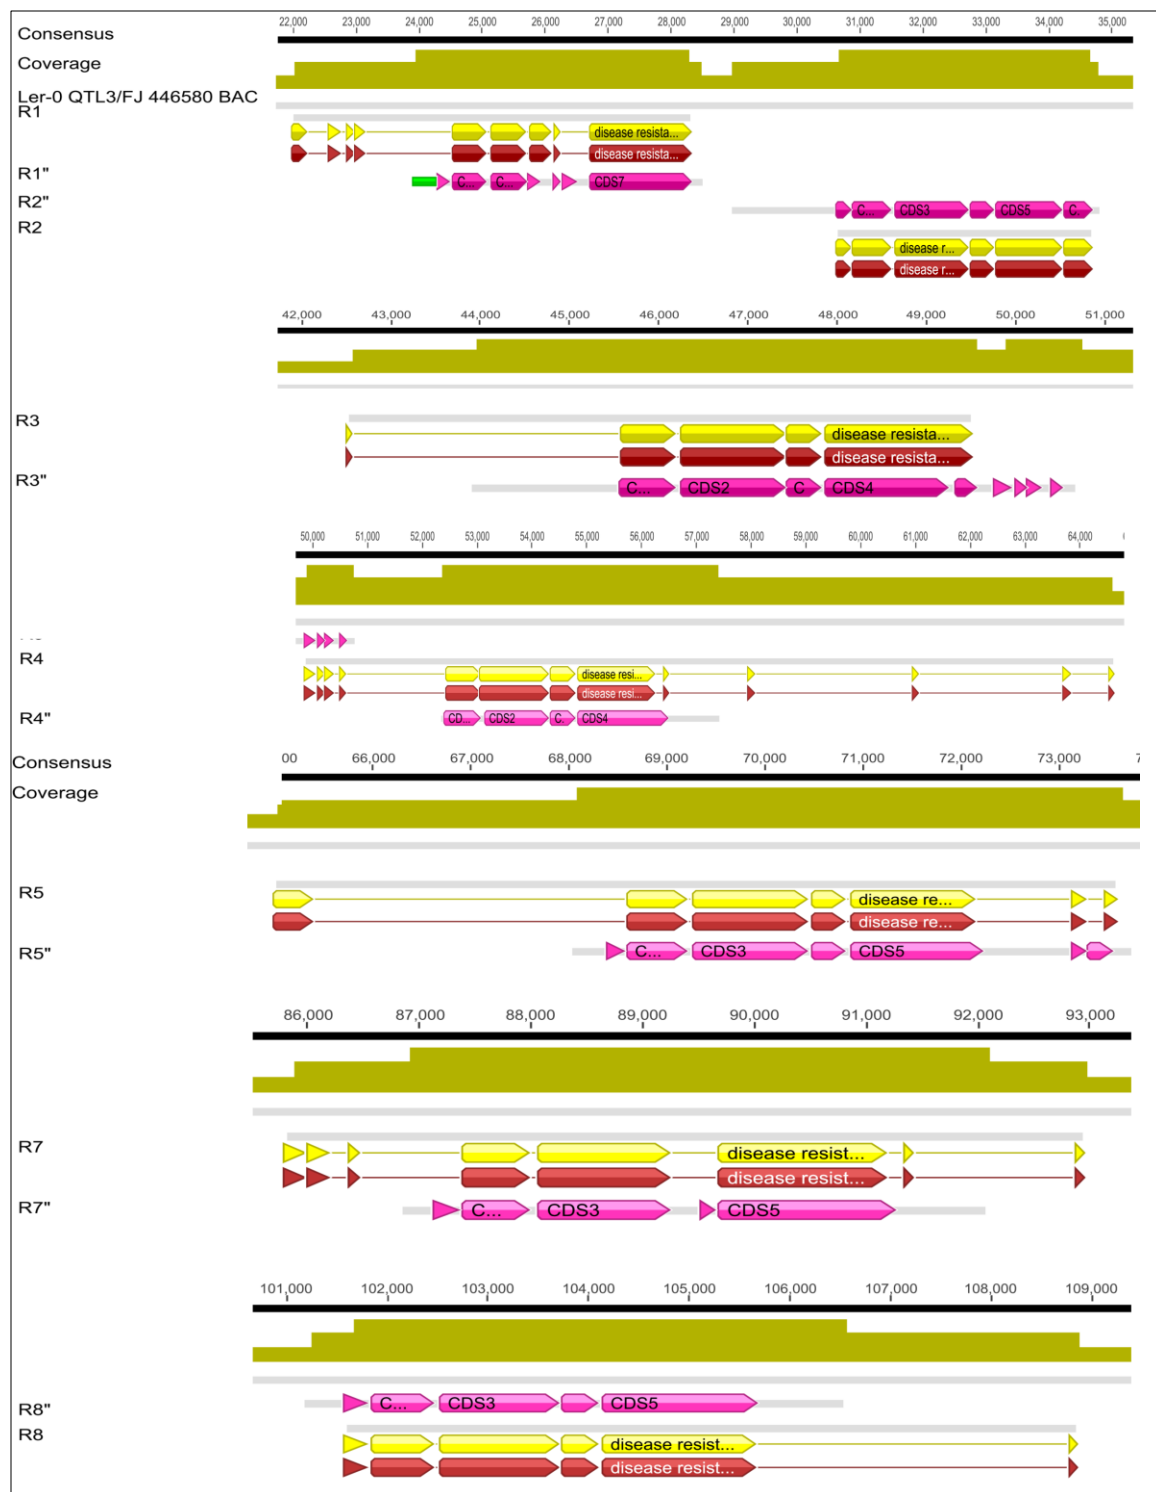 22,000 23,000 24,000 25,000 26,000 27,000 28,000 29,000 30,000 31,000 32,000 33,000 34,000 35,000
Consensus
Coverage
Ler-0 QTL3/FJ 446580 BAC
R1
disease resista...
disease resista...
R1"
C... C... CDS7
R2"
C... CDS3 CDS5 C.
R2
disease r...
disease r...
42,000 43,000 44,000 45,000 46,000 47,000 48,000 49,000 50,000 51,000
R3
disease resista...
disease resista...
R3"
C... CDS2 C CDS4
50,000 51,000 52,000 53,000 54,000 55,000 56,000 57,000 58,000 59,000 60,000 61,000 62,000 63,000 64,000
R4
disease resi...
disease resi...
R4"
CD... CDS2 C. CDS4
Consensus
00 66,000 67,000 68,000 69,000 70,000 71,000 72,000 73,000 7
Coverage
R5
disease re...
disease re...
R5"
C... CDS3 CDS5
86,000 87,000 88,000 89,000 90,000 91,000 92,000 93,000
R7
disease resist...
disease resist...
R7"
C... CDS3 CDS5
101,000 102,000 103,000 104,000 105,000 106,000 107,000 108,000 109,000
R8"
C... CDS3 CDS5
R8
disease resist...
disease resist...